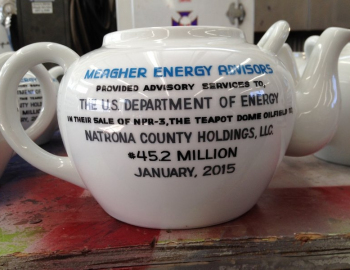 MEAGHER ENERGY ADVISORS
PROVIDED ADVISORY SERVICES TO,
THE U.S. DEPARTMENT OF ENERGY
IN THEIR SALE OF NPR-3, THE TEAPOT DOME OILFIELD TO
NATRONA COUNTY HOLDINGS, LLC.
$45.2 MILLION
JANUARY, 2015